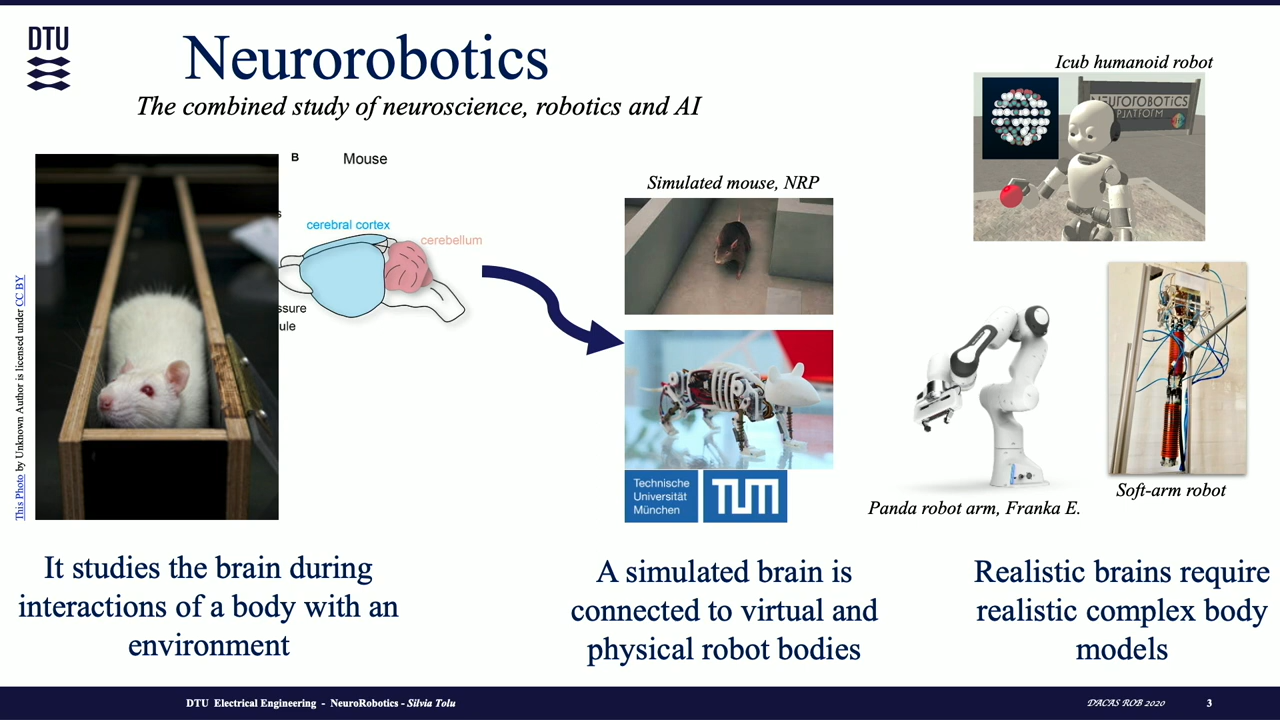 DTU
Neurorobotics
The combined study of neuroscience, robotics and AI
This Photo by Unknown Author is licensed under CC BY
B
Mouse
s
cerebral cortex
cerebellum
ssure
ule
Simulated mouse, NRP
Technische
Universität
München
TUM
Icub humanoid robot
NEUROROBOTICS
PLATFORM
Panda robot arm, Franka E.
Soft-arm robot
It studies the brain during
interactions of a body with an
environment
A simulated brain is
connected to virtual and
physical robot bodies
Realistic brains require
realistic complex body
models
DTU Electrical Engineering - NeuroRobotics - Silvia Tolu
DACAS ROB 2020
3